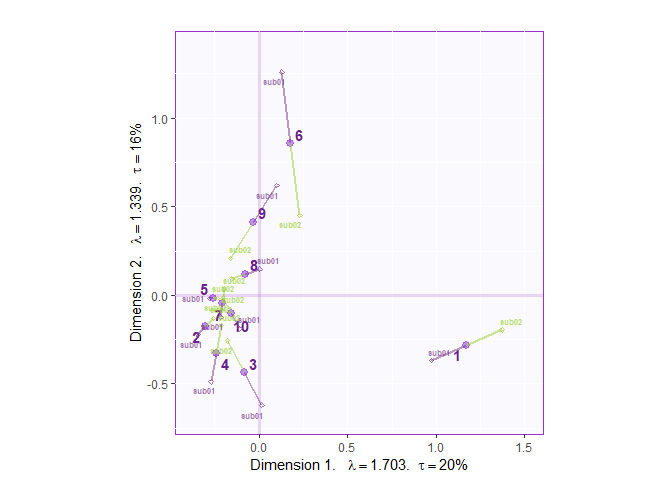 sub01
6
1.0
sub01
sub02
9
0.5
sub02
8
sub01
sub02
5
sub02
sub01
0.0
sub02
sub01
7
10
sub01
2
sub01
sub02
4
3
sub01
1
sub02
sub01
sub01
-0.5
0.0
0.5
1.0
1.5
Dimension 1. λ = 1.703. τ = 20%
Dimension 2. λ = 1.339. τ = 16%